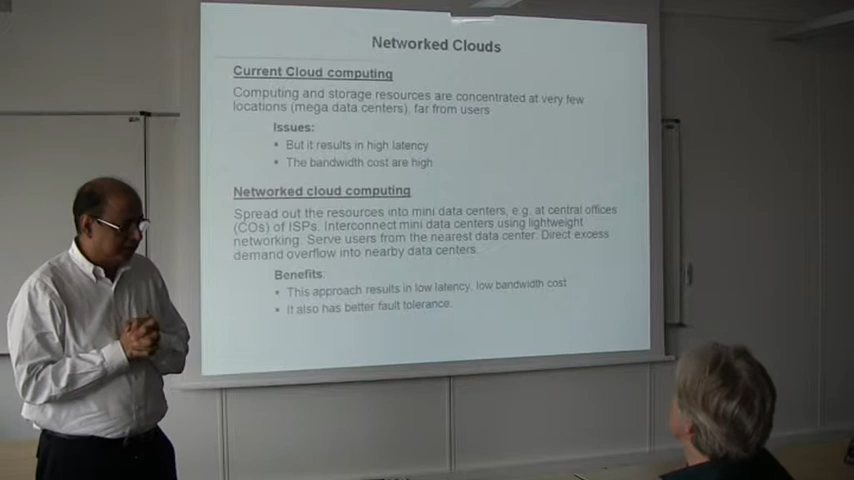 Networked Clouds
Current Cloud computing
Computing and storage resources are concentrated at very few
locations (mega data centers), far from users
Issues:
• But it results in high latency
• The bandwidth cost are high
Networked cloud computing
Spread out the resources into mini data centers, e.g. at central offices
(COs) of ISPs. Interconnect mini data centers using lightweight
networking. Serve users from the nearest data center. Direct excess
demand overflow into nearby data centers.
Benefits:
• This approach results in low latency, low bandwidth cost
• It also has better fault tolerance.